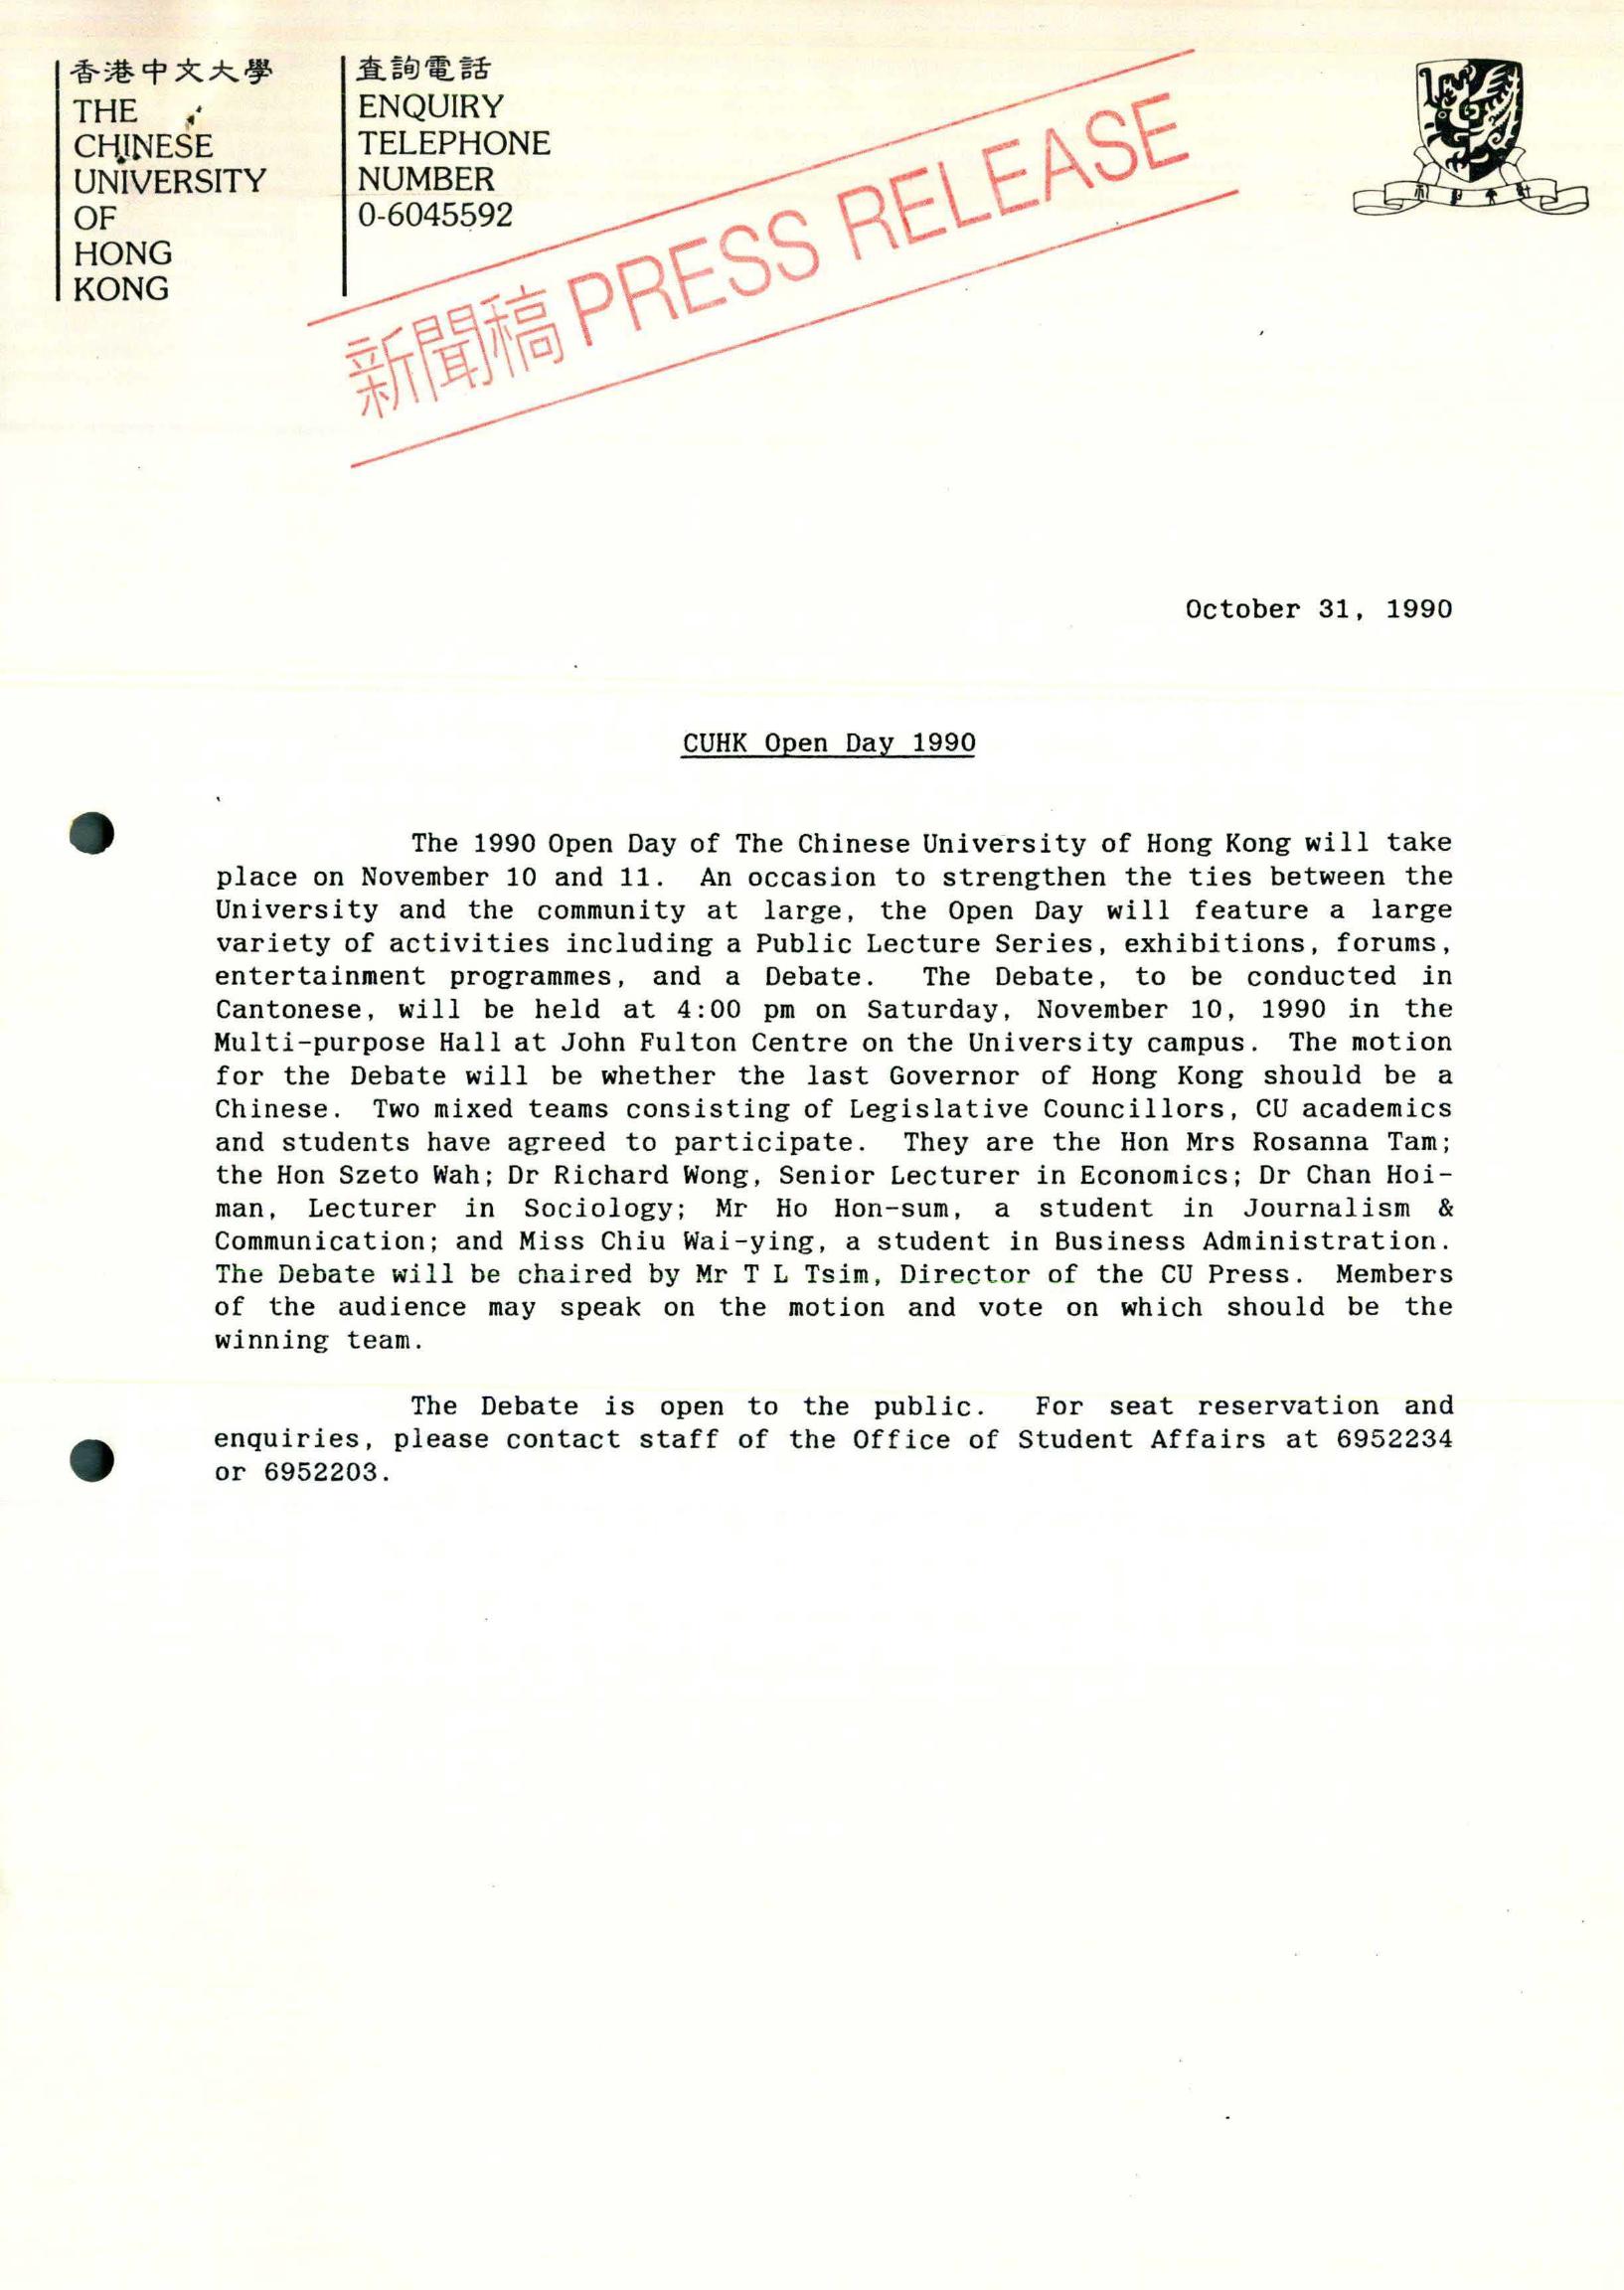 香港中文大學
THE
CHINESE
UNIVERSITY
OF
HONG
KONG
查詢電話
ENQUIRY
TELEPHONE
NUMBER
0-6045592
新聞稿 PRESS RELEASE
October 31, 1990
CUHK Open Day 1990
The 1990 Open Day of The Chinese University of Hong Kong will take
place on November 10 and 11. An occasion to strengthen the ties between the
University and the community at large, the Open Day will feature a large
variety of activities including a Public Lecture Series, exhibitions, forums,
entertainment programmes, and a Debate. The Debate, to be conducted in
Cantonese, will be held at 4:00 pm on Saturday, November 10, 1990 in the
Multi-purpose Hall at John Fulton Centre on the University campus. The motion
for the Debate will be whether the last Governor of Hong Kong should be a
Chinese. Two mixed teams consisting of Legislative Councillors, CU academics
and students have agreed to participate. They are the Hon Mrs Rosanna Tam;
the Hon Szeto Wah; Dr Richard Wong, Senior Lecturer in Economics; Dr Chan Hoi-
man, Lecturer in Sociology; Mr Ho Hon-sum, a student in Journalism &
Communication; and Miss Chiu Wai-ying, a student in Business Administration.
The Debate will be chaired by Mr T L Tsim, Director of the CU Press. Members
of the audience may speak on the motion and vote on which should be the
winning team.
The Debate is open to the public. For seat reservation and
enquiries, please contact staff of the Office of Student Affairs at 6952234
or 6952203.